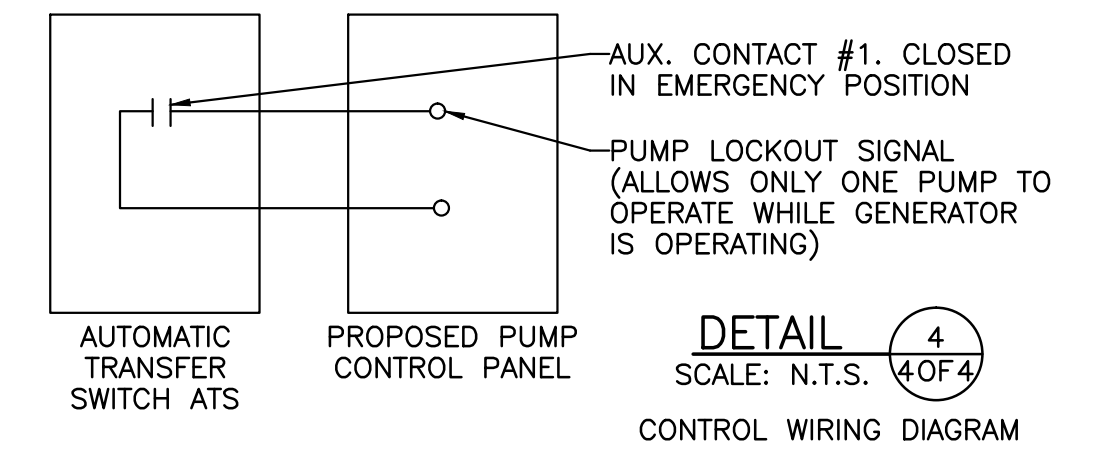 AUX. CONTACT #1. CLOSED
IN EMERGENCY POSITION
PUMP LOCKOUT SIGNAL
(ALLOWS ONLY ONE PUMP TO
OPERATE WHILE GENERATOR
IS OPERATING)
AUTOMATIC
TRANSFER
SWITCH ATS
PROPOSED PUMP
CONTROL PANEL
DETAIL
4
SCALE: N.T.S.
4OF4
CONTROL WIRING DIAGRAM